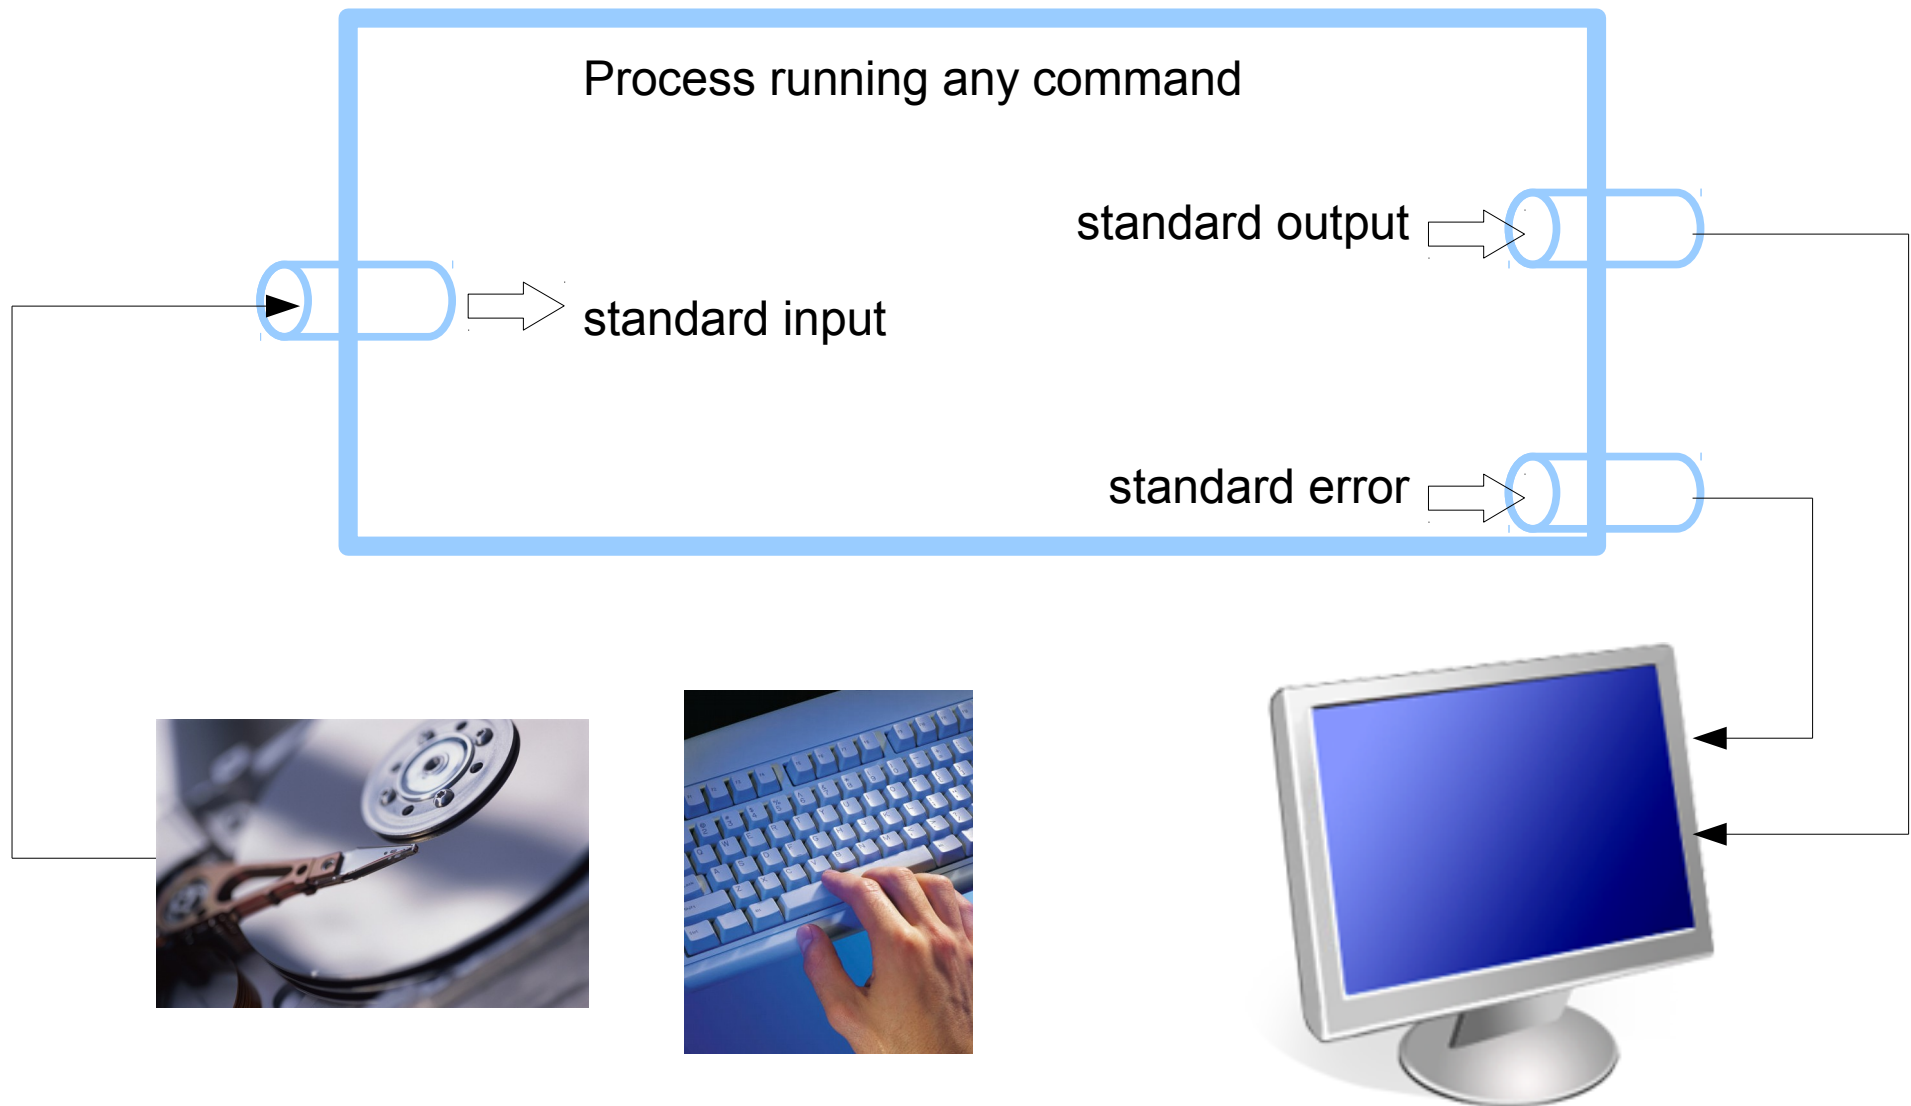 Process running any command
standard output
standard input
standard error